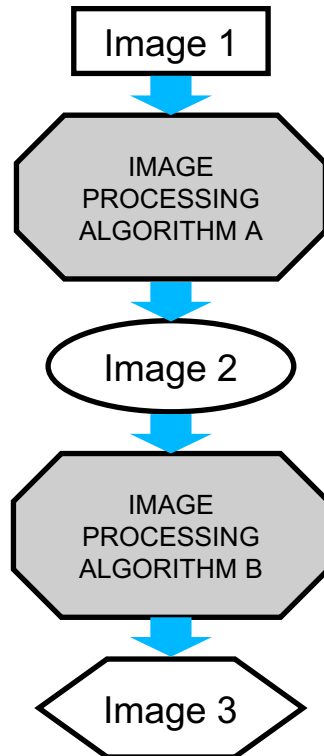 Image 1
IMAGE
PROCESSING
ALGORITHM A
Image 2
IMAGE
PROCESSING
ALGORITHM B
Image 3